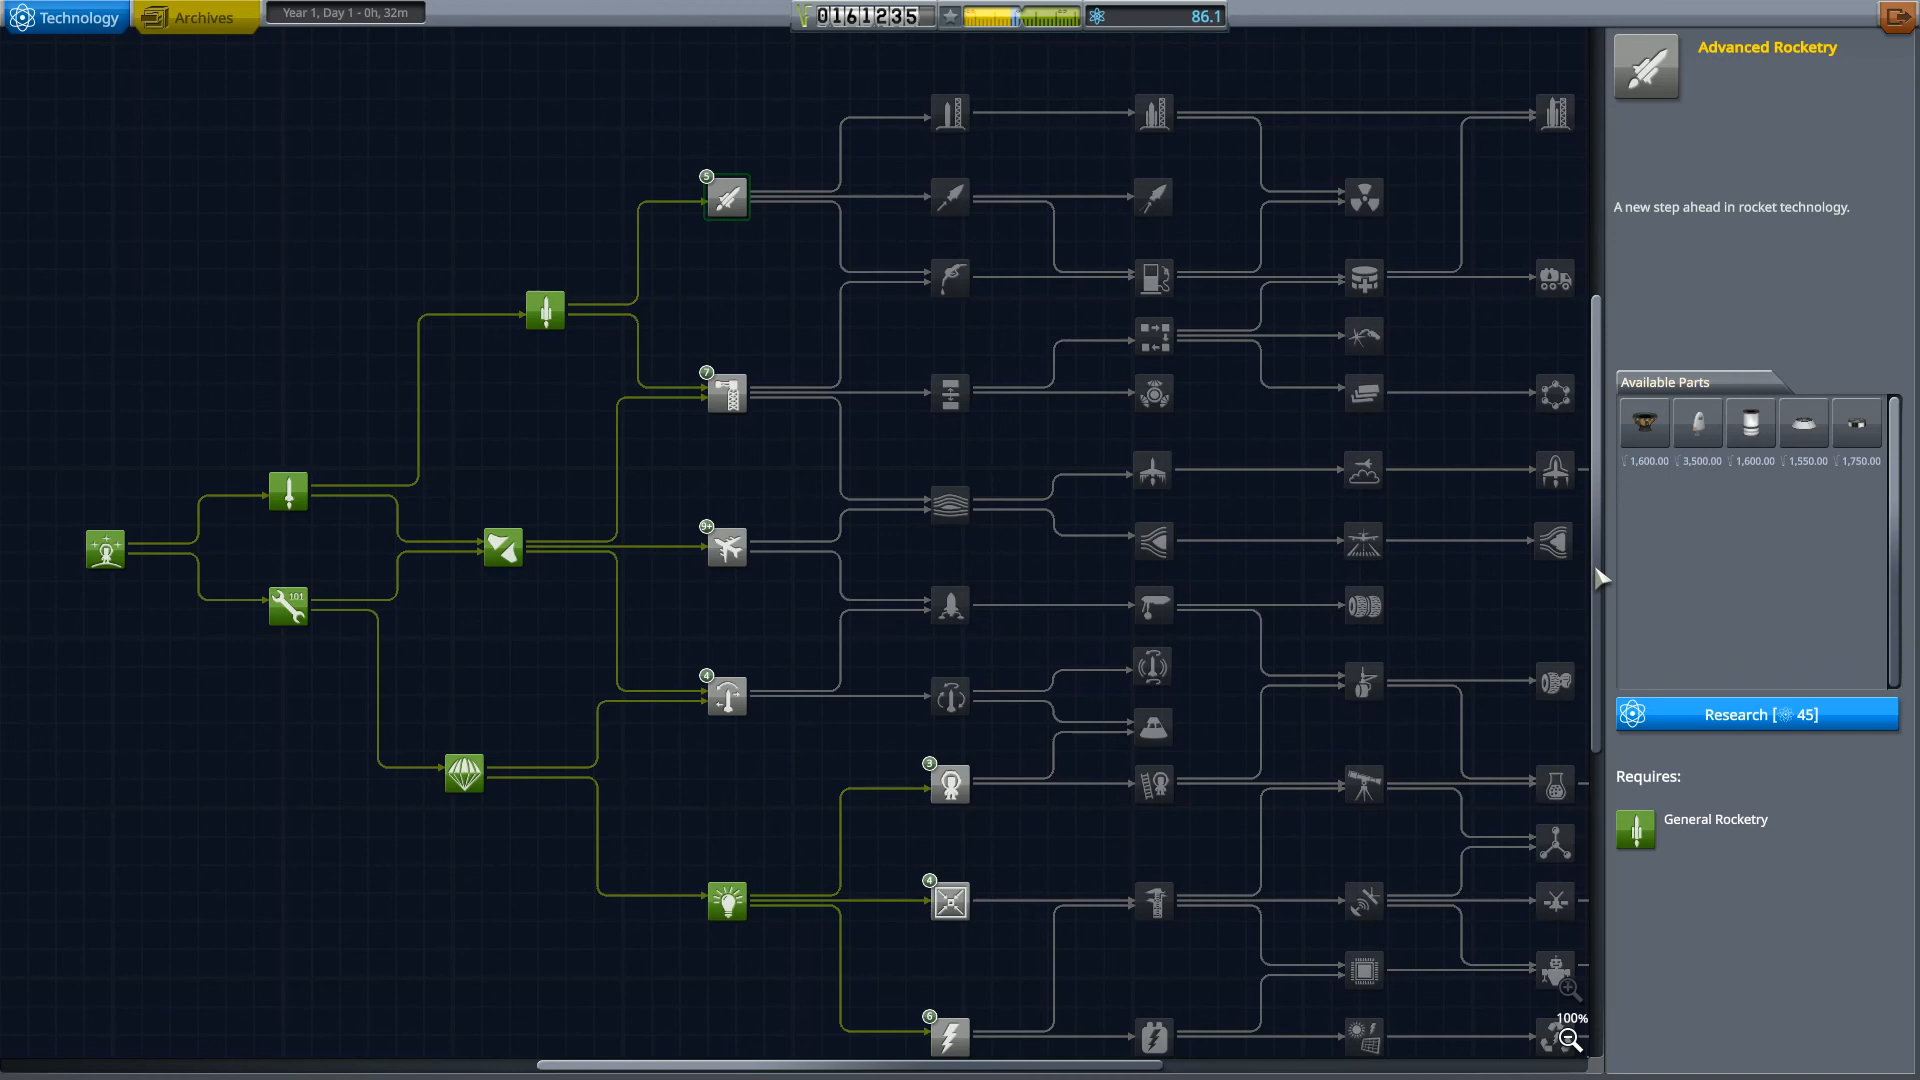 Technology
Archives
Year 1, Day 1 - 0h, 32m
0161235
86.1
Advanced Rocketry
A new step ahead in rocket technology.
Available Parts
1,600.00 3,500.00 1,600.00 1,550.00 1,750.00
Research [45]
Requires:
General Rocketry
5
7
9+
101
4
3
4
6
100%